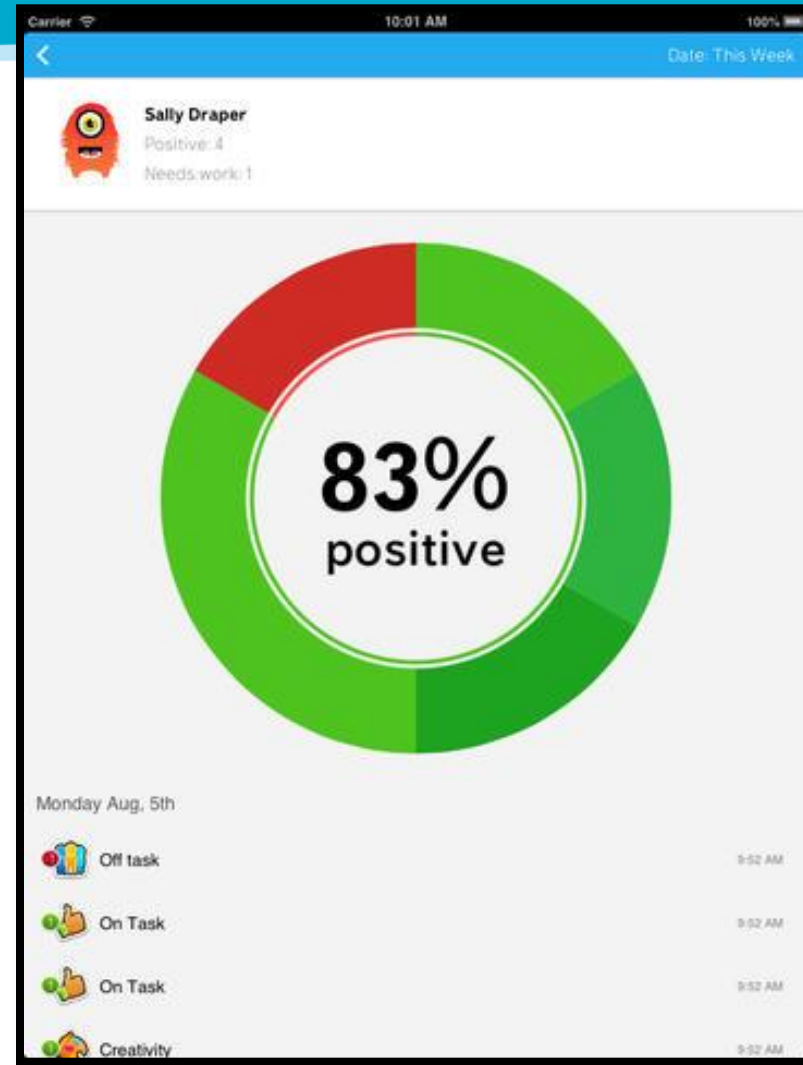 Carrier
10:01 AM
100%
Date: This Week
Sally Draper
Positive: 4
Needs work: 1
83%
positive
Monday Aug, 5th
Off task
9:52 AM
On Task
9:52 AM
On Task
9:52 AM
Creativity
9:52 AM